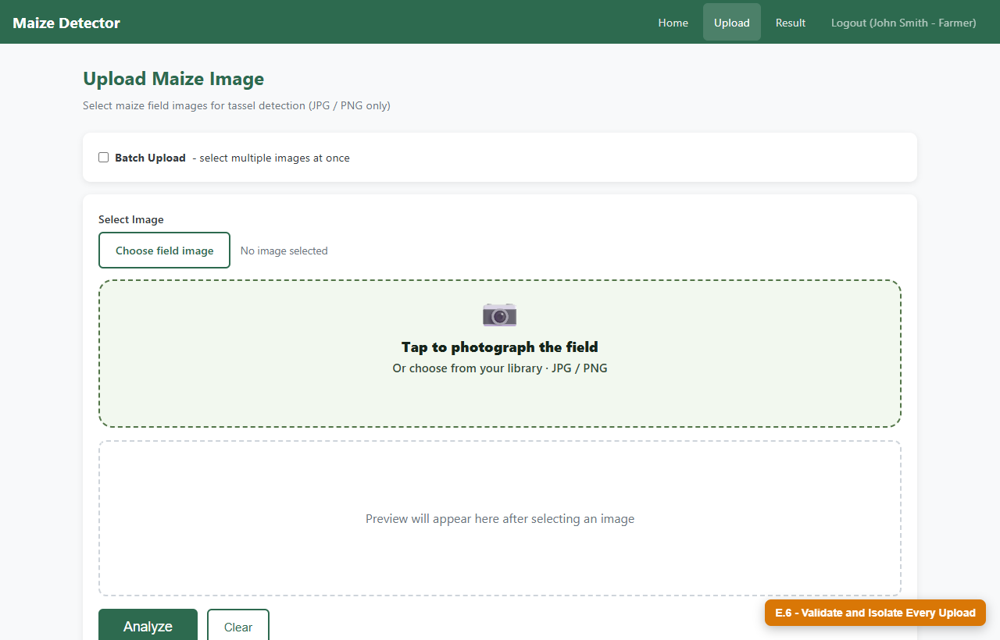 Maize Detector
Home
Upload
Result
Logout (John Smith - Farmer)
Upload Maize Image
Select maize field images for tassel detection (JPG / PNG only)
Batch Upload - select multiple images at once
Select Image
Choose field image
No image selected
Tap to photograph the field
Or choose from your library · JPG / PNG
Preview will appear here after selecting an image
Analyze
Clear
E.6 - Validate and Isolate Every Upload